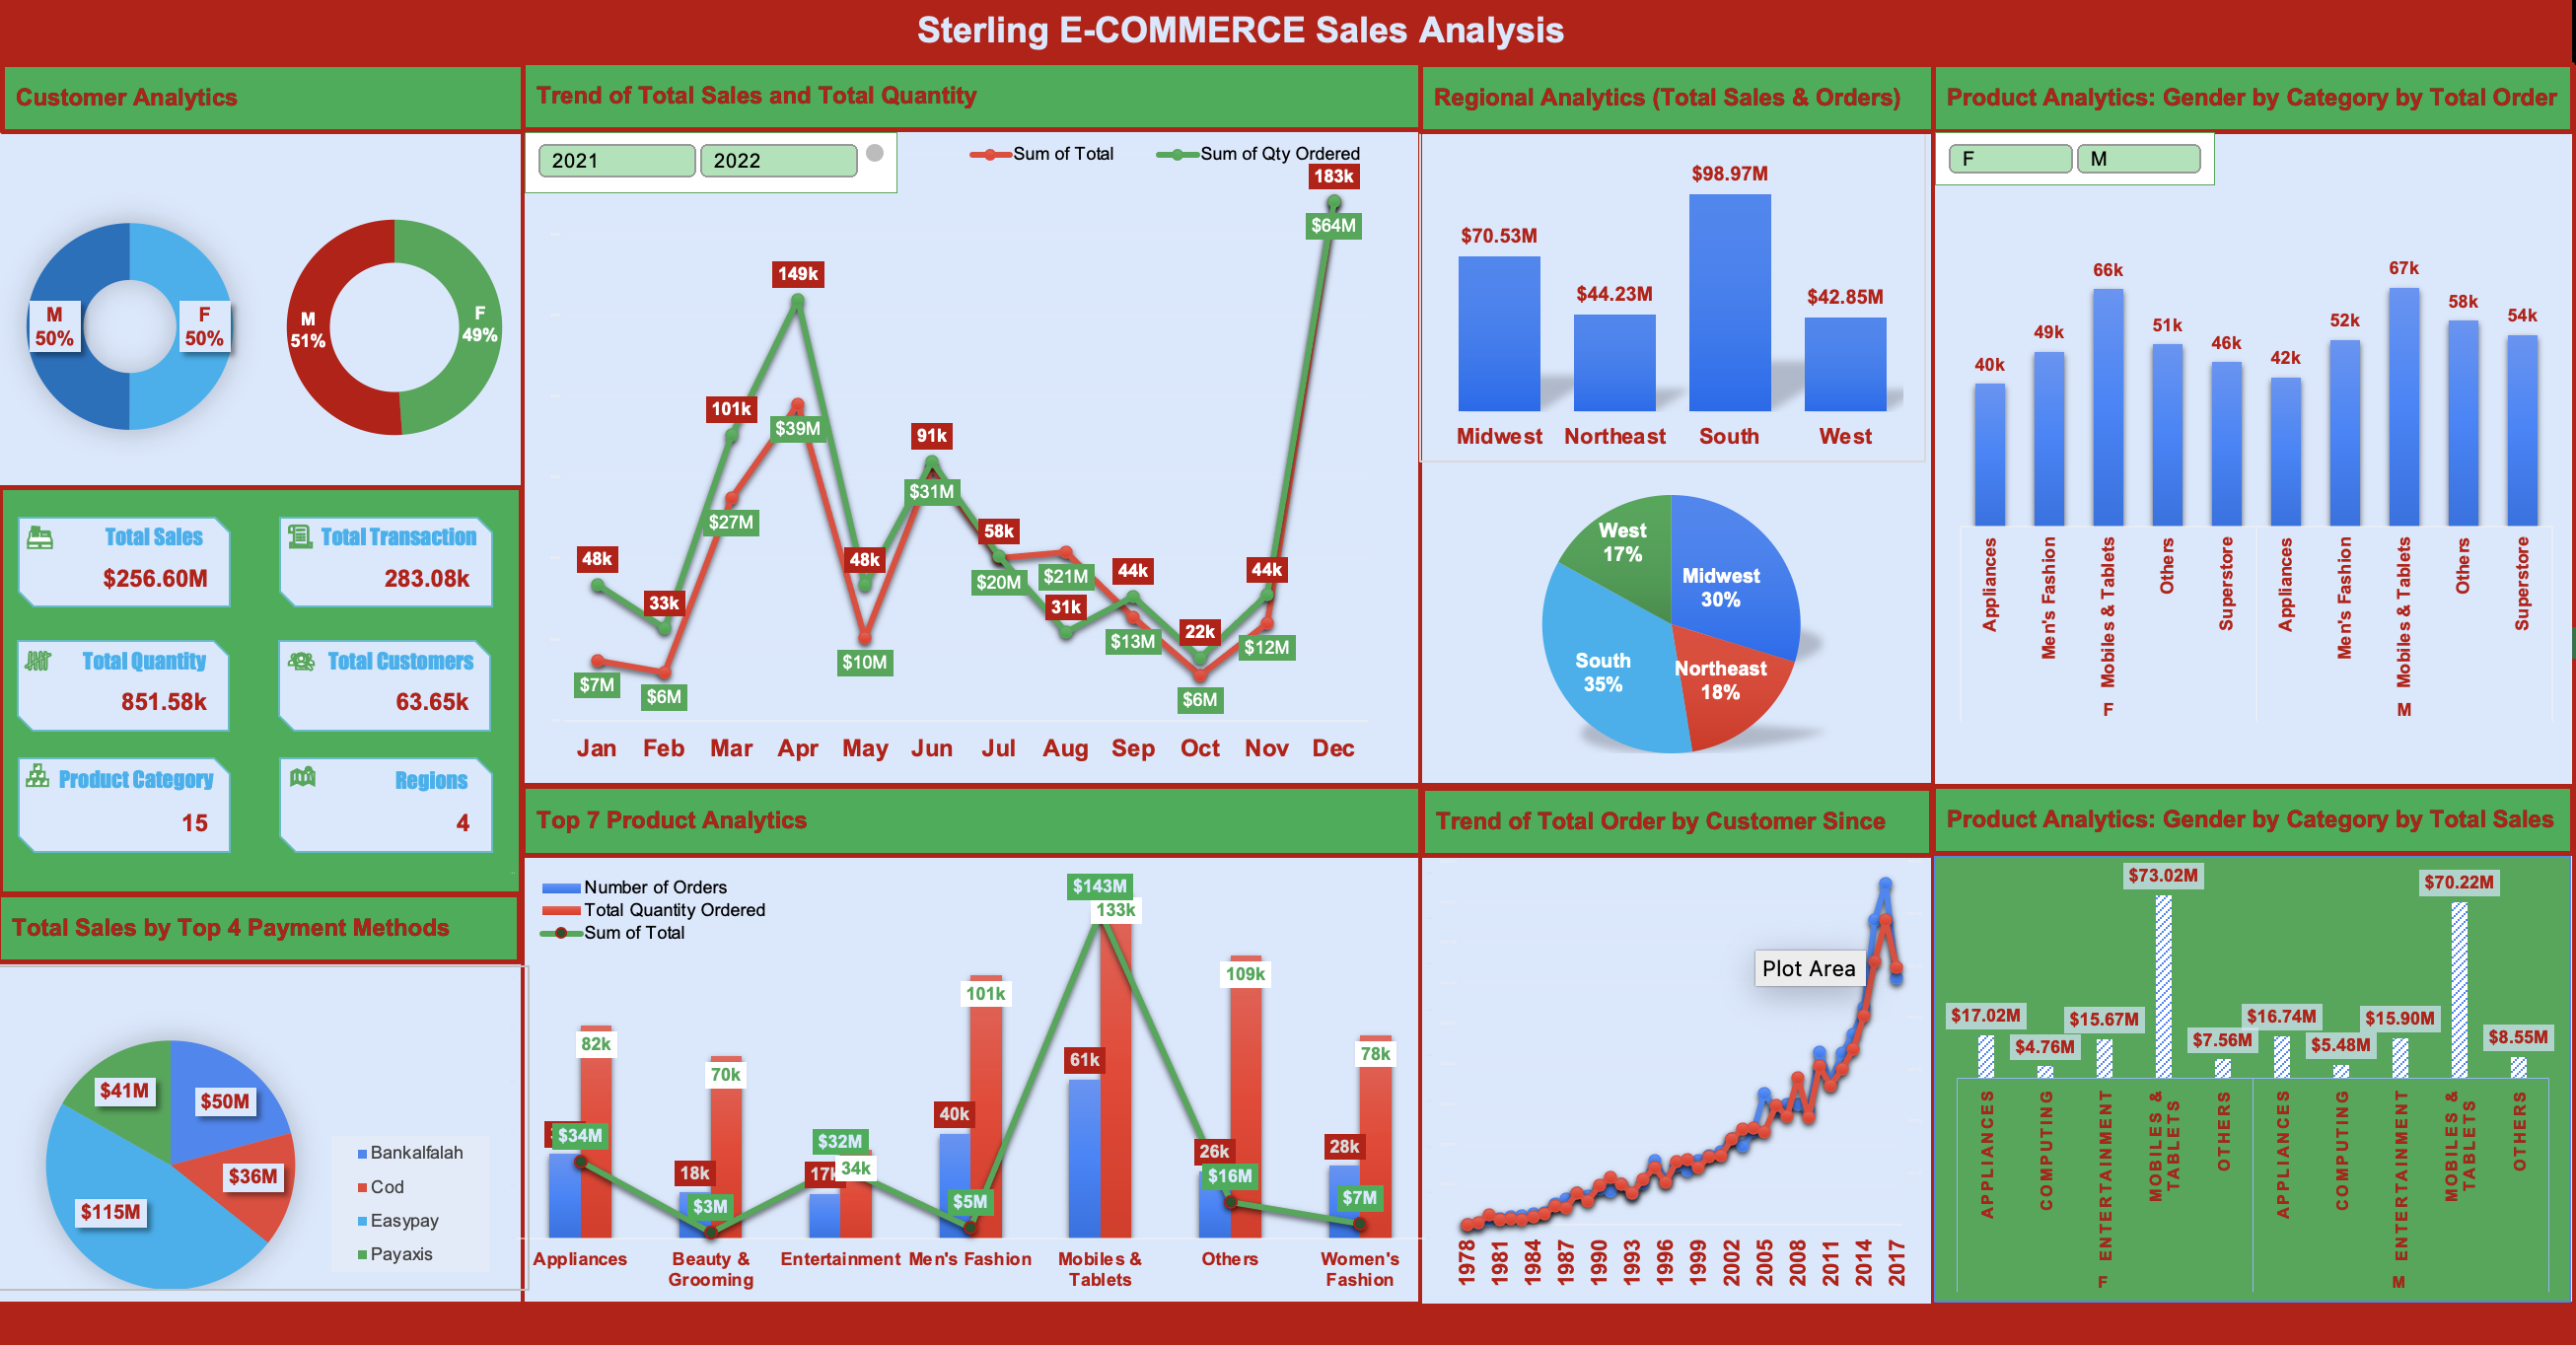 Sterling E-COMMERCE Sales Analysis
Customer Analytics
M
50%
F
50%
M
51%
F
49%
Total Sales
$256.60M
Total Transaction
283.08k
Total Quantity
851.58k
Total Customers
63.65k
Product Category
15
Regions
4
Total Sales by Top 4 Payment Methods
$41M
$50M
$36M
$115M
Bankalfalah
Cod
Easypay
Payaxis
Trend of Total Sales and Total Quantity
2021
2022
Sum of Total
Sum of Qty Ordered
183k
$64M
149k
$39M
101k
$27M
91k
$31M
48k
$7M
33k
$6M
48k
$10M
58k
$20M
$21M
31k
44k
$13M
22k
$6M
44k
$12M
Jan
Feb
Mar
Apr
May
Jun
Jul
Aug
Sep
Oct
Nov
Dec
Top 7 Product Analytics
Number of Orders
Total Quantity Ordered
Sum of Total
$34M
82k
18k
$3M
70k
$32M
17k
34k
40k
$5M
101k
$143M
133k
61k
26k
$16M
109k
28k
$7M
78k
Appliances
Beauty &
Grooming
Entertainment
Men's Fashion
Mobiles &
Tablets
Others
Women's
Fashion
Regional Analytics (Total Sales & Orders)
$70.53M
$44.23M
$98.97M
$42.85M
Midwest
Northeast
South
West
West
17%
Midwest
30%
South
35%
Northeast
18%
Trend of Total Order by Customer Since
Plot Area
1978
1981
1984
1987
1990
1993
1996
1999
2002
2005
2008
2011
2014
2017
Product Analytics: Gender by Category by Total Order
F
M
40k
49k
66k
51k
46k
42k
52k
67k
58k
54k
Appliances
Men's Fashion
Mobiles & Tablets
Others
Superstore
Appliances
Men's Fashion
Mobiles & Tablets
Others
Superstore
F
M
Product Analytics: Gender by Category by Total Sales
$17.02M
$4.76M
$15.67M
$73.02M
$7.56M
$16.74M
$5.48M
$15.90M
$70.22M
$8.55M
APPLIANCES
COMPUTING
ENTERTAINMENT
MOBILES &
TABLETS
OTHERS
APPLIANCES
COMPUTING
ENTERTAINMENT
MOBILES &
TABLETS
OTHERS
F
M